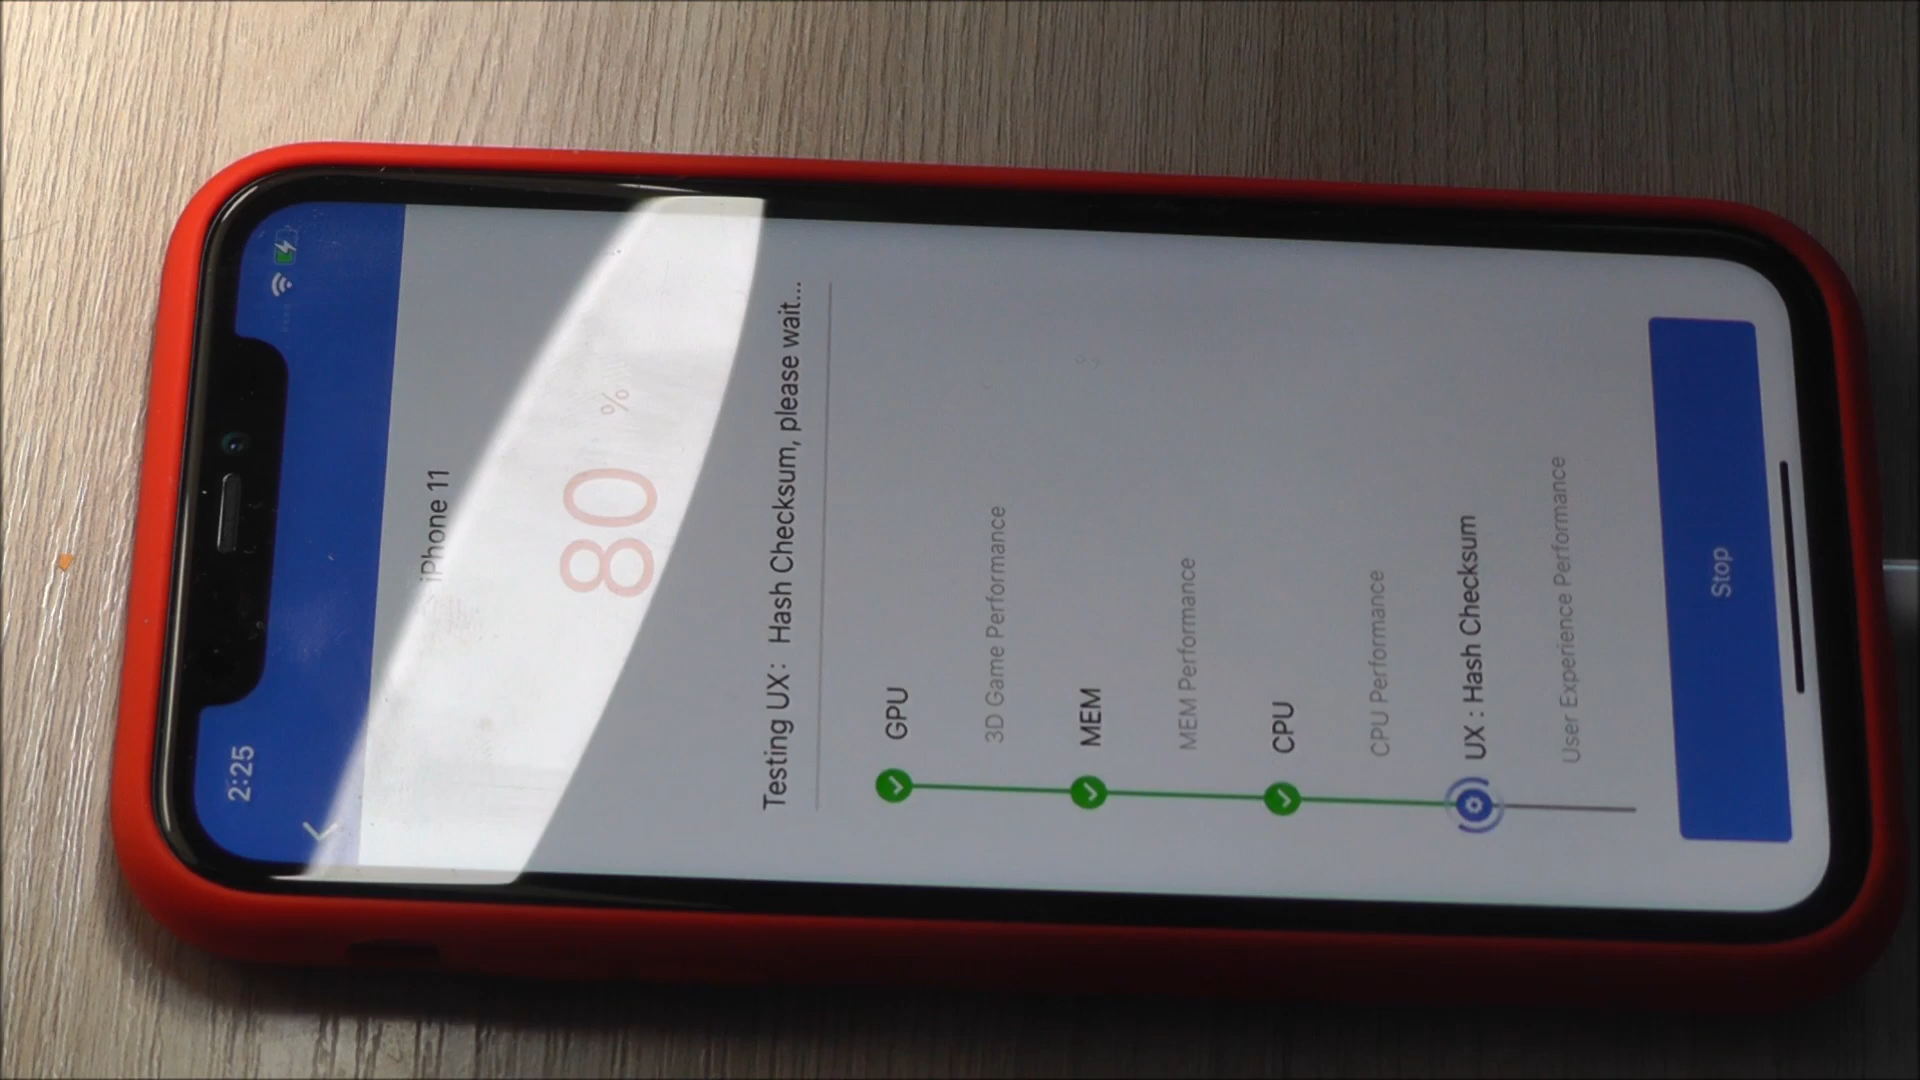 2:25
iPhone 11
80 %
Testing UX : Hash Checksum, please wait...
GPU
3D Game Performance
MEM
MEM Performance
CPU
CPU Performance
UX : Hash Checksum
User Experience Performance
Stop